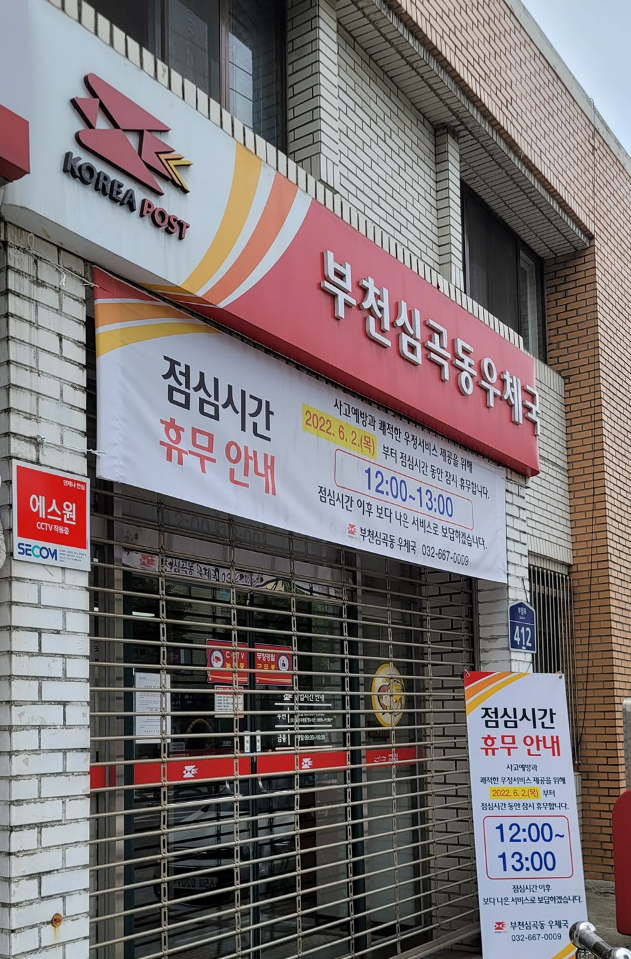 KOREA POST
부천심곡동우체국
점심시간
휴무 안내
사고예방과 쾌적한 우정서비스 제공을 위해
2022. 6. 2.(목) 부터 점심시간 동안 잠시 휴무합니다.
12:00~13:00
점심시간 이후 보다 나은 서비스로 보답하겠습니다.
부천심곡동 우체국 032-667-0009
언제나 안심
에스원
CCTV 작동중
SECOM
412
점심시간
휴무 안내
사고예방과
쾌적한 우정서비스 제공을 위해
2022. 6. 2.(목) 부터
점심시간 동안 잠시 휴무합니다.
12:00~
13:00
점심시간 이후
보다 나은 서비스로 보답하겠습니다.
부천심곡동 우체국
032-667-0009